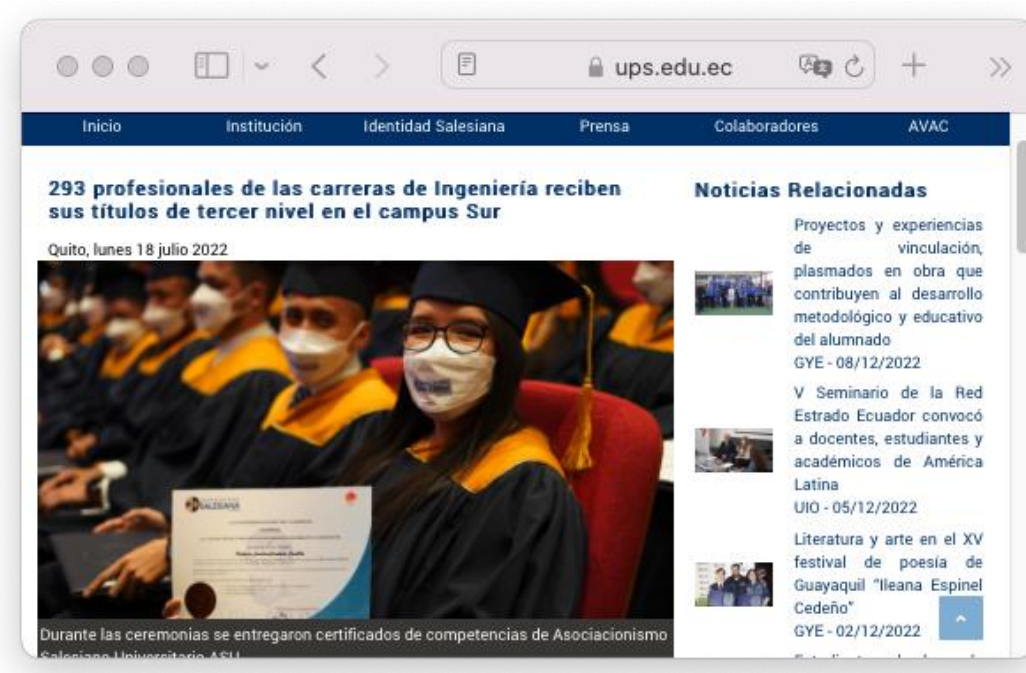 ups.edu.ec
Inicio
Institución
Identidad Salesiana
Prensa
Colaboradores
AVAC
293 profesionales de las carreras de Ingeniería reciben
sus títulos de tercer nivel en el campus Sur
Quito, lunes 18 julio 2022
SALESIANA
Durante las ceremonias se entregaron certificados de competencias de Asociacionismo
Salesiano Universitario ASU
Noticias Relacionadas
Proyectos y experiencias
de vinculación,
plasmados en obra que
contribuyen al desarrollo
metodológico y educativo
del alumnado
GYE - 08/12/2022
V Seminario de la Red
Estrado Ecuador convocó
a docentes, estudiantes y
académicos de América
Latina
UIO - 05/12/2022
Literatura y arte en el XV
festival de poesía de
Guayaquil "Ileana Espinel
Cedeño"
GYE - 02/12/2022